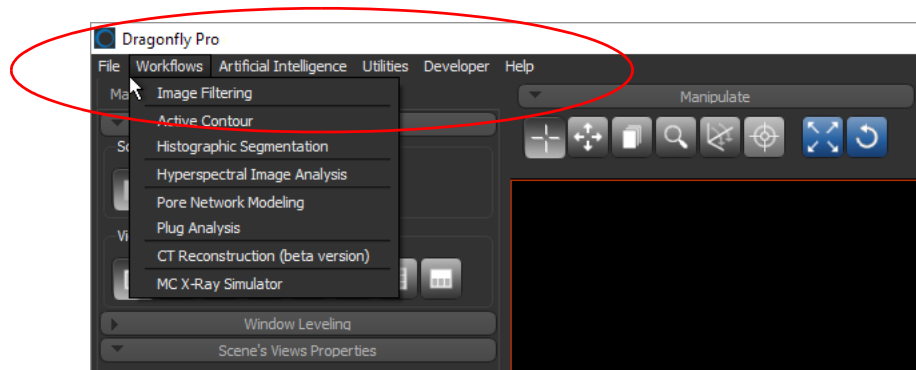 Dragonfly Pro
File Workflows Artificial Intelligence Utilities Developer Help
Image Filtering
Manipulate
Active Contour
Histographic Segmentation
Hyperspectral Image Analysis
Pore Network Modeling
Plug Analysis
CT Reconstruction (beta version)
MC X-Ray Simulator
Window Leveling
Scene's Views Properties